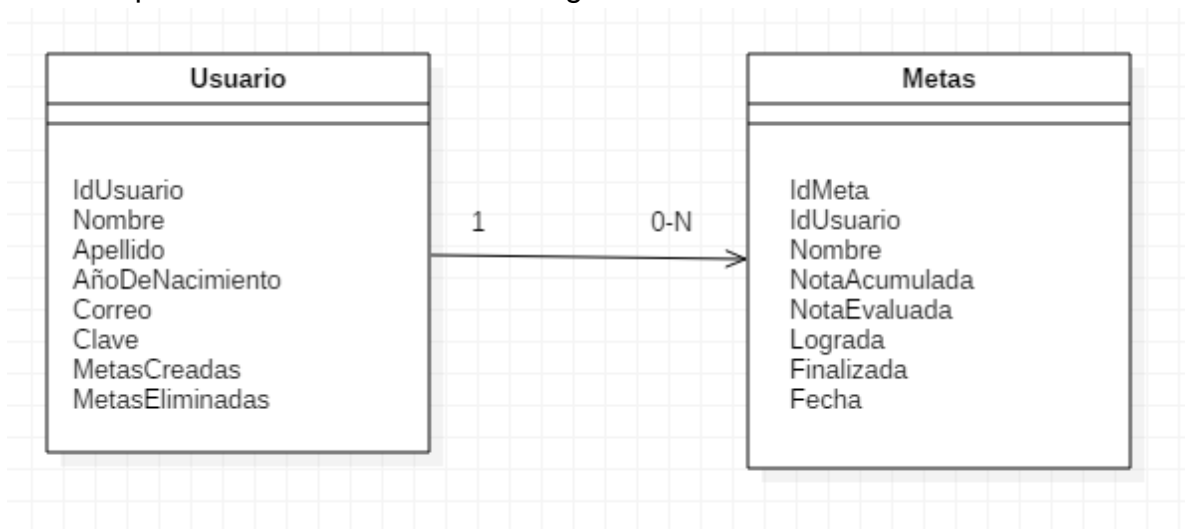 Usuario
IdUsuario
Nombre
Apellido
AñoDeNacimiento
Correo
Clave
MetasCreadas
MetasEliminadas
1
0-N
Metas
IdMeta
IdUsuario
Nombre
NotaAcumulada
NotaEvaluada
Lograda
Finalizada
Fecha